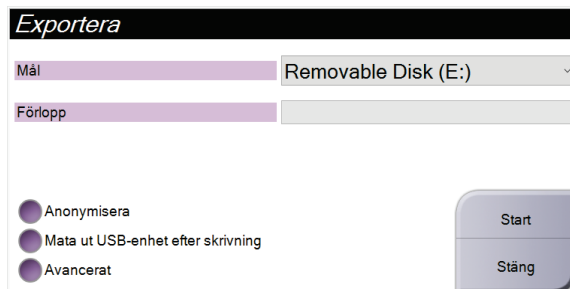 Exportera
Mål
Removable Disk (E:)
Förlopp
Anonymisera
Mata ut USB-enhet efter skrivning
Avancerat
Start
Stäng